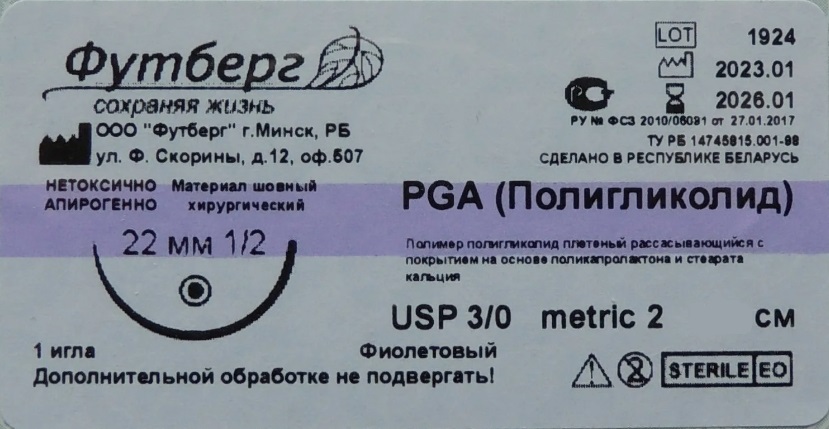 Футберг
сохраняя жизнь
ООО "Футберг" г.Минск, РБ
ул. Ф. Скорины, д.12, оф.507
LOT 1924
2023.01
2026.01
РУ № ФСЗ 2010/06091 от 27.01.2017
ТУ РБ 14745815.001-98
СДЕЛАНО В РЕСПУБЛИКЕ БЕЛАРУСЬ
НЕТОКСИЧНО
АПИРОГЕННО
Материал шовный
хирургический
PGA (Полигликолид)
22 мм 1/2
Полимер полигликолид плетеный рассасывающийся с
покрытием на основе поликапролактона и стеарата
кальция
USP 3/0 metric 2 см
1 игла
Фиолетовый
Дополнительной обработке не подвергать!
2
STERILE EO